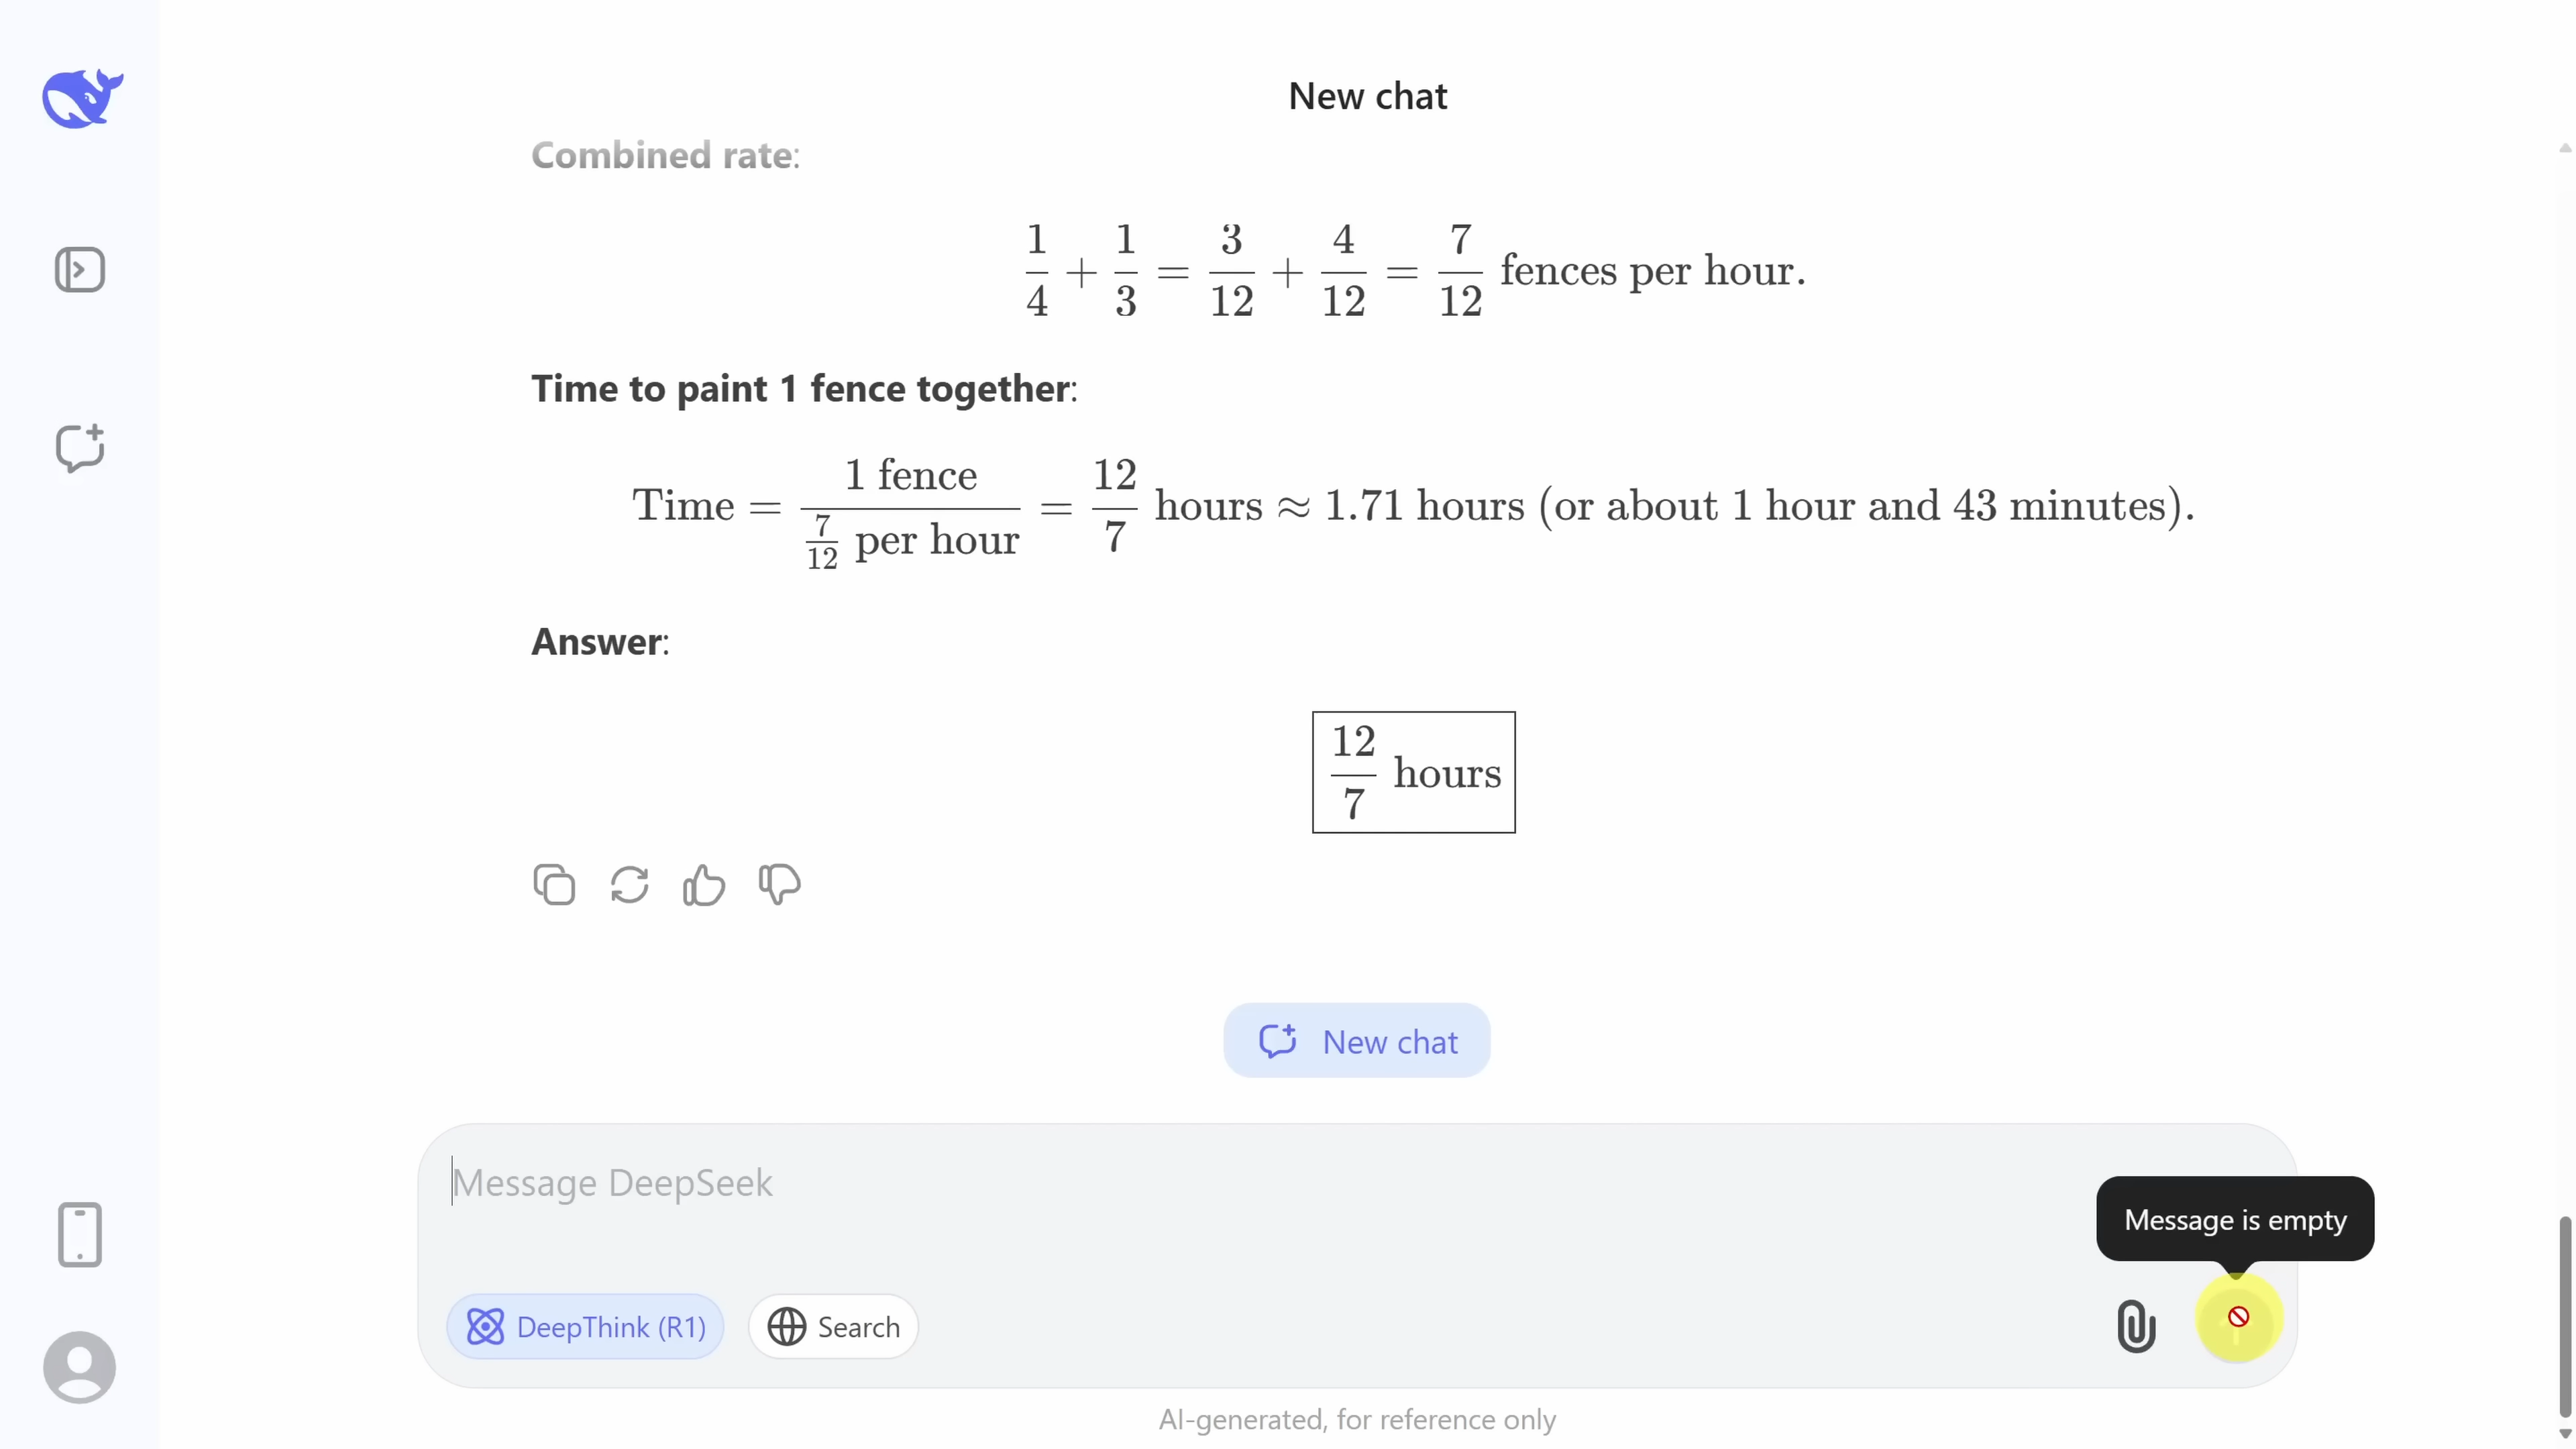 New chat
Combined rate:
1/4 + 1/3 = 3/12 + 4/12 = 7/12 fences per hour.
Time to paint 1 fence together:
Time = 1 fence / (7/12 per hour) = 12/7 hours ≈ 1.71 hours (or about 1 hour and 43 minutes).
Answer:
12/7 hours
New chat
Message DeepSeek
Message is empty
DeepThink (R1)
Search
AI-generated, for reference only